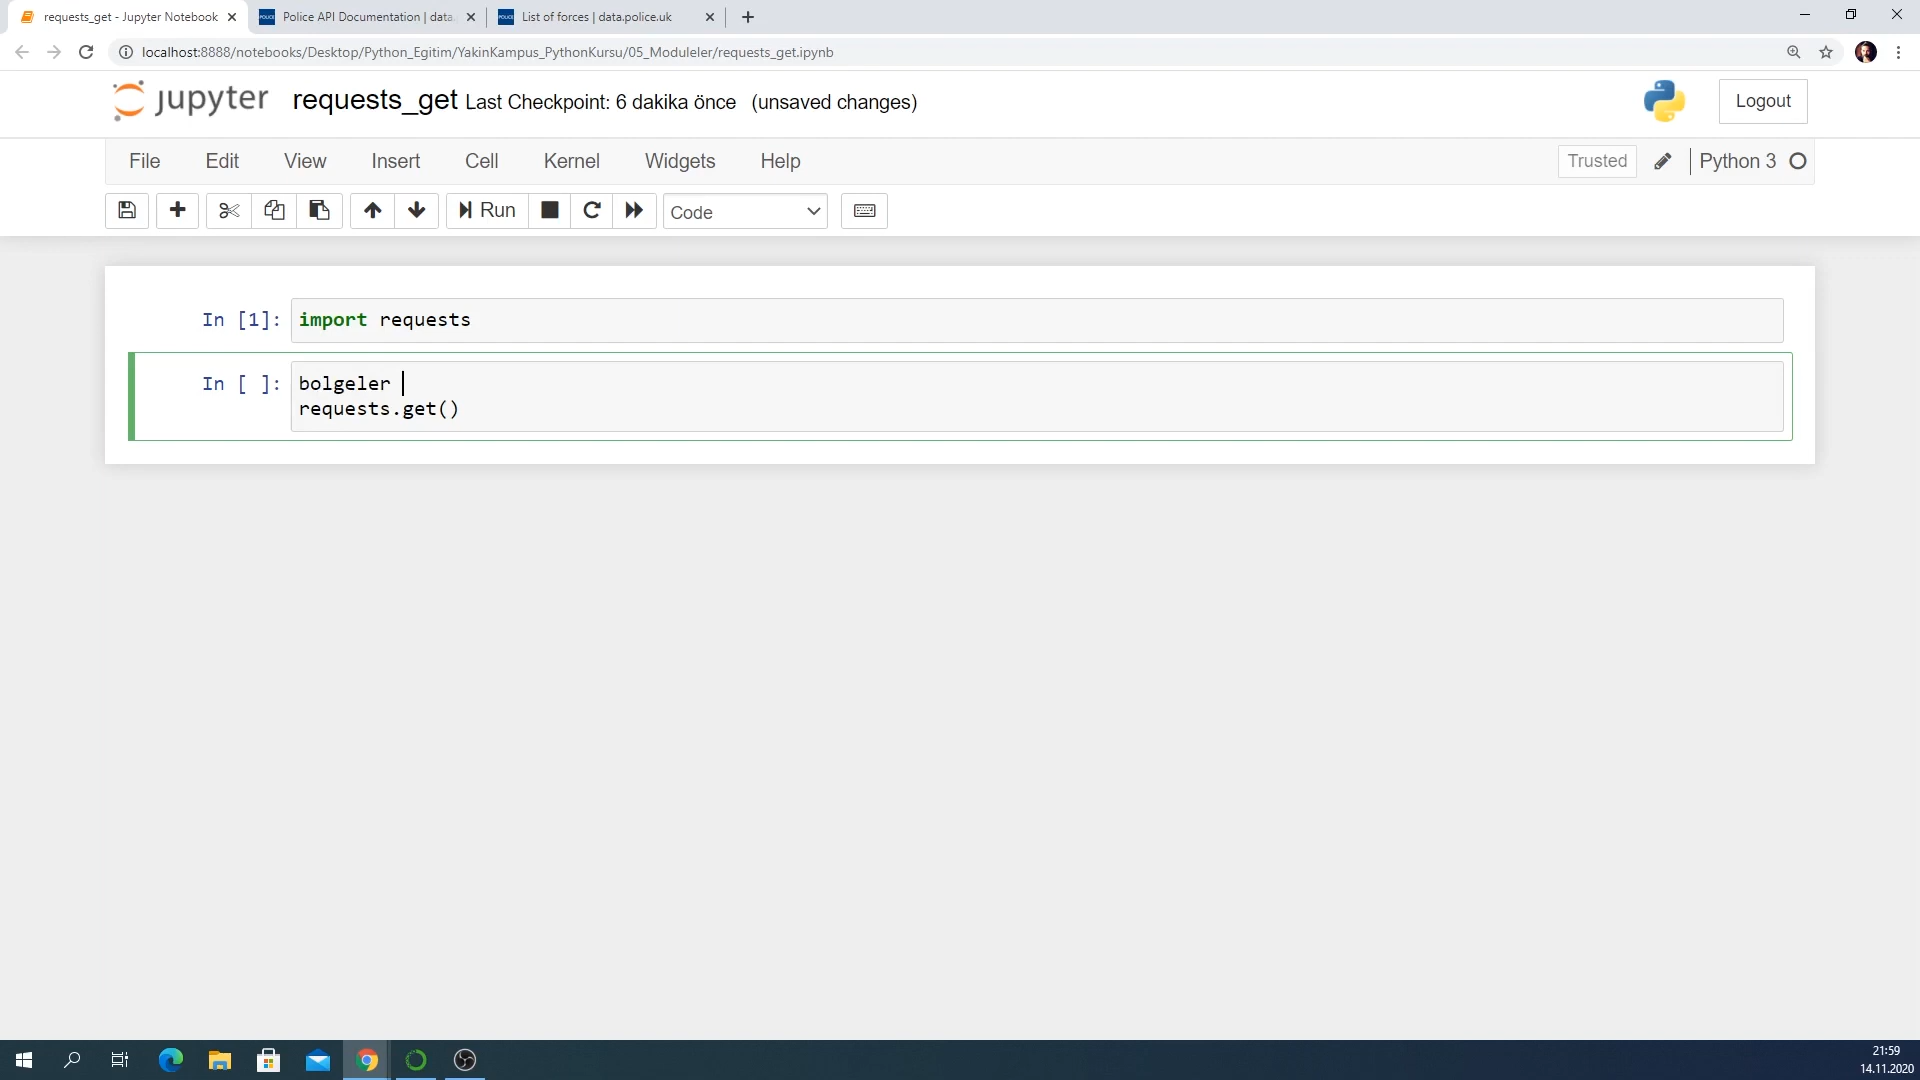 requests_get - Jupyter Notebook
Police API Documentation | data.
List of forces | data.police.uk
localhost:8888/notebooks/Desktop/Python_Egitim/YakinKampus_PythonKursu/05_Moduleler/requests_get.ipynb
jupyter requests_get Last Checkpoint: 6 dakika önce (unsaved changes)
Logout
File Edit View Insert Cell Kernel Widgets Help
Trusted
Python 3
Run
Code
In [1]: import requests
In [ ]: bolgeler
requests.get()
21:59
14.11.2020